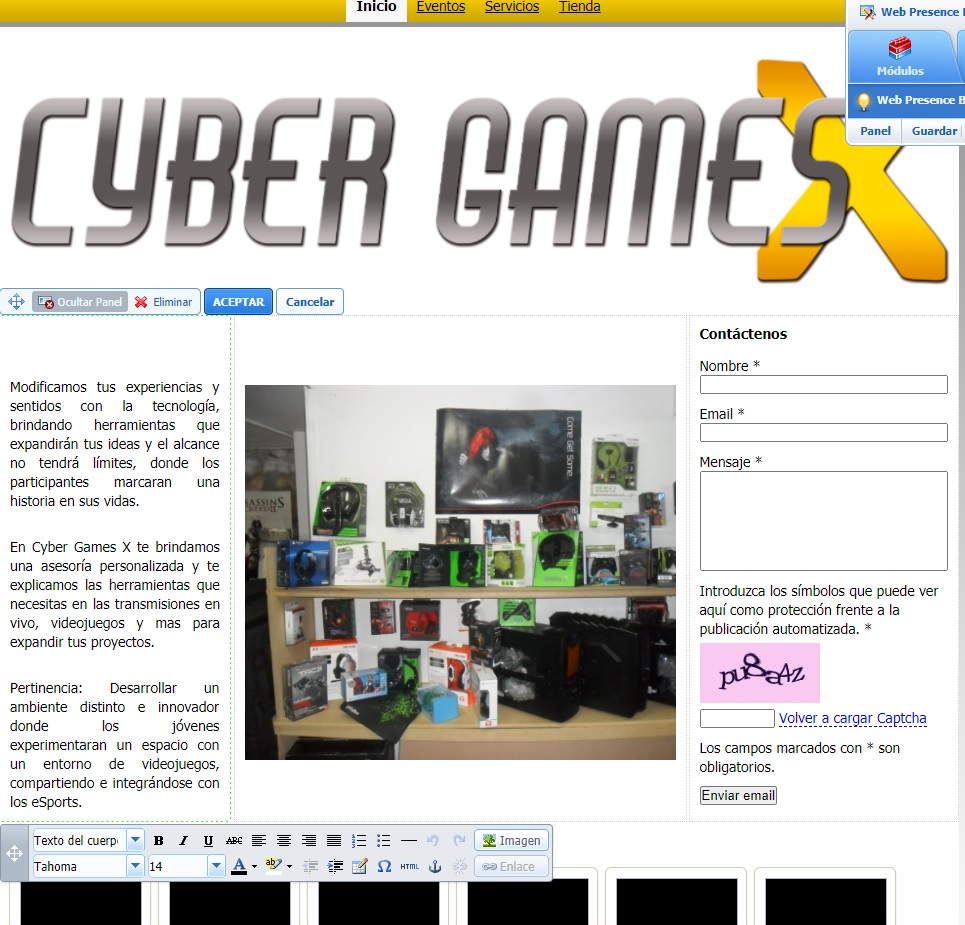 Inicio Eventos Servicios Tienda
Web Presence
Módulos
Web Presence B
Panel Guardar
CYBER GAMES X
Ocultar Panel Eliminar ACEPTAR Cancelar
Modificamos tus experiencias y
sentidos con la tecnología,
brindando herramientas que
expandirán tus ideas y el alcance
no tendrá límites, donde los
participantes marcaran una
historia en sus vidas.
En Cyber Games X te brindamos
una asesoría personalizada y te
explicamos las herramientas que
necesitas en las transmisiones en
vivo, videojuegos y mas para
expandir tus proyectos.
Pertinencia: Desarrollar un
ambiente distinto e innovador
donde los jóvenes
experimentaran un espacio con
un entorno de videojuegos,
compartiendo e integrándose con
los eSports.
Come Get Some.
ASSASSINS
CREED II
Contáctenos
Nombre *
Email *
Mensaje *
Introduzca los símbolos que puede ver
aquí como protección frente a la
publicación automatizada. *
Volver a cargar Captcha
Los campos marcados con * son
obligatorios.
Enviar email
Texto del cuerp B I U ABC Imagen
Tahoma 14 A ab HTML Enlace